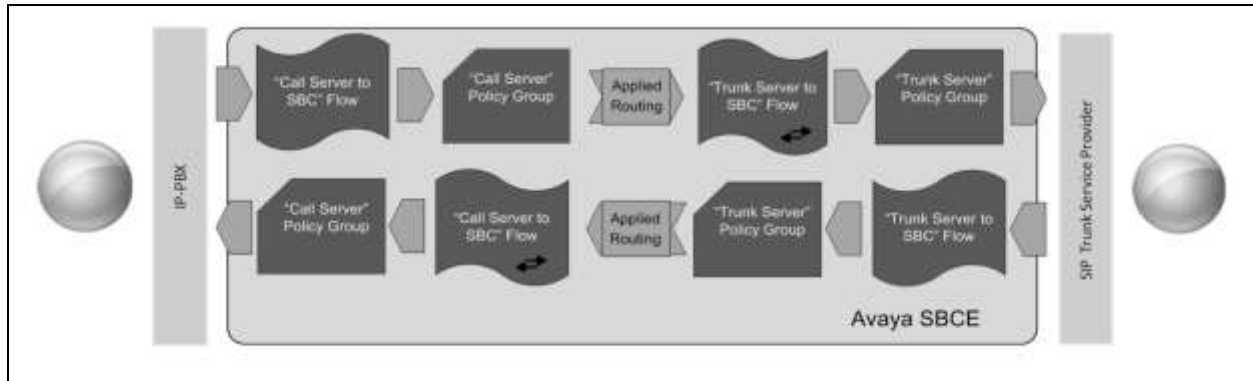 IP-PBX
"Call Server to
SBC" Flow
"Call Server"
Policy Group
Applied
Routing
"Trunk Server to
SBC" Flow
"Trunk Server"
Policy Group
SIP Trunk Service Provider
"Call Server"
Policy Group
"Call Server to
SBC" Flow
Applied
Routing
"Trunk Server"
Policy Group
"Trunk Server to
SBC" Flow
Avaya SBCE